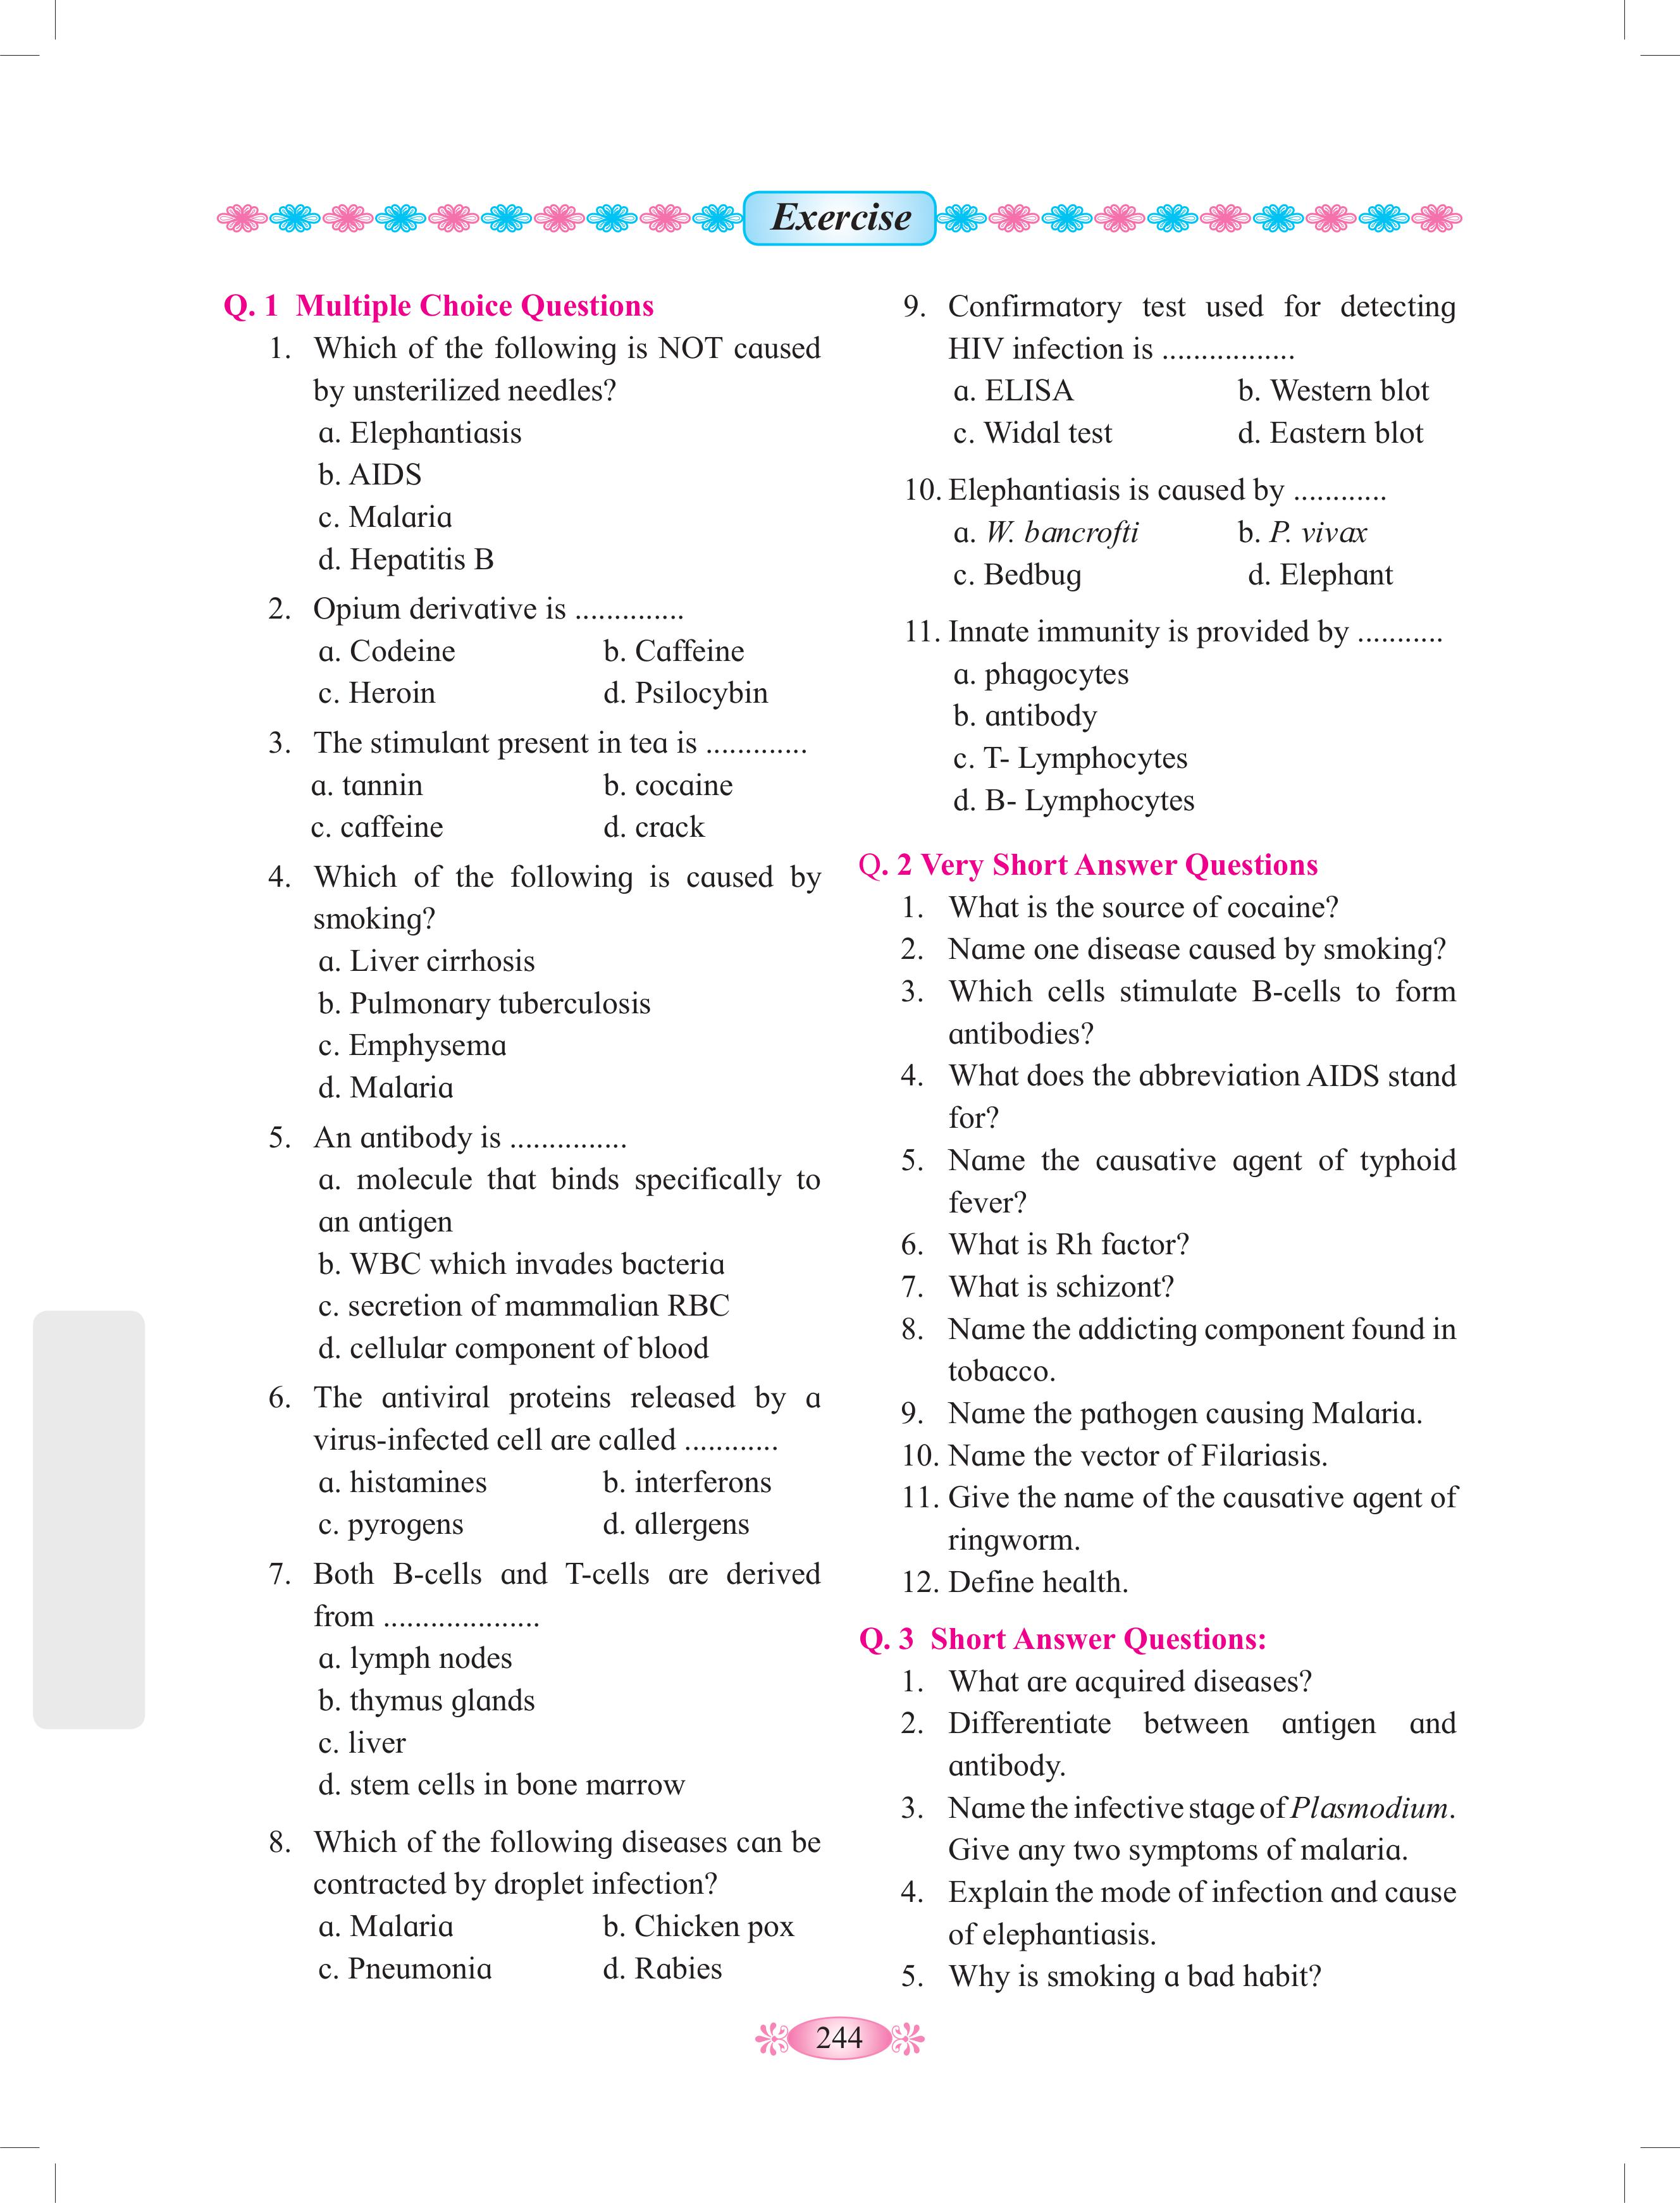 Exercise
Q. 1 Multiple Choice Questions
1. Which of the following is NOT caused
by unsterilized needles?
a. Elephantiasis
b. AIDS
c. Malaria
d. Hepatitis B
2. Opium derivative is ..............
a. Codeine b. Caffeine
c. Heroin d. Psilocybin
3. The stimulant present in tea is .............
a. tannin b. cocaine
c. caffeine d. crack
4. Which of the following is caused by
smoking?
a. Liver cirrhosis
b. Pulmonary tuberculosis
c. Emphysema
d. Malaria
5. An antibody is ...............
a. molecule that binds specifically to
an antigen
b. WBC which invades bacteria
c. secretion of mammalian RBC
d. cellular component of blood
6. The antiviral proteins released by a
virus-infected cell are called ............
a. histamines b. interferons
c. pyrogens d. allergens
7. Both B-cells and T-cells are derived
from ....................
a. lymph nodes
b. thymus glands
c. liver
d. stem cells in bone marrow
8. Which of the following diseases can be
contracted by droplet infection?
a. Malaria b. Chicken pox
c. Pneumonia d. Rabies
9. Confirmatory test used for detecting
HIV infection is .................
a. ELISA b. Western blot
c. Widal test d. Eastern blot
10. Elephantiasis is caused by ............
a. W. bancrofti b. P. vivax
c. Bedbug d. Elephant
11. Innate immunity is provided by ...........
a. phagocytes
b. antibody
c. T- Lymphocytes
d. B- Lymphocytes
Q. 2 Very Short Answer Questions
1. What is the source of cocaine?
2. Name one disease caused by smoking?
3. Which cells stimulate B-cells to form
antibodies?
4. What does the abbreviation AIDS stand
for?
5. Name the causative agent of typhoid
fever?
6. What is Rh factor?
7. What is schizont?
8. Name the addicting component found in
tobacco.
9. Name the pathogen causing Malaria.
10. Name the vector of Filariasis.
11. Give the name of the causative agent of
ringworm.
12. Define health.
Q. 3 Short Answer Questions:
1. What are acquired diseases?
2. Differentiate between antigen and
antibody.
3. Name the infective stage of Plasmodium.
Give any two symptoms of malaria.
4. Explain the mode of infection and cause
of elephantiasis.
5. Why is smoking a bad habit?
244